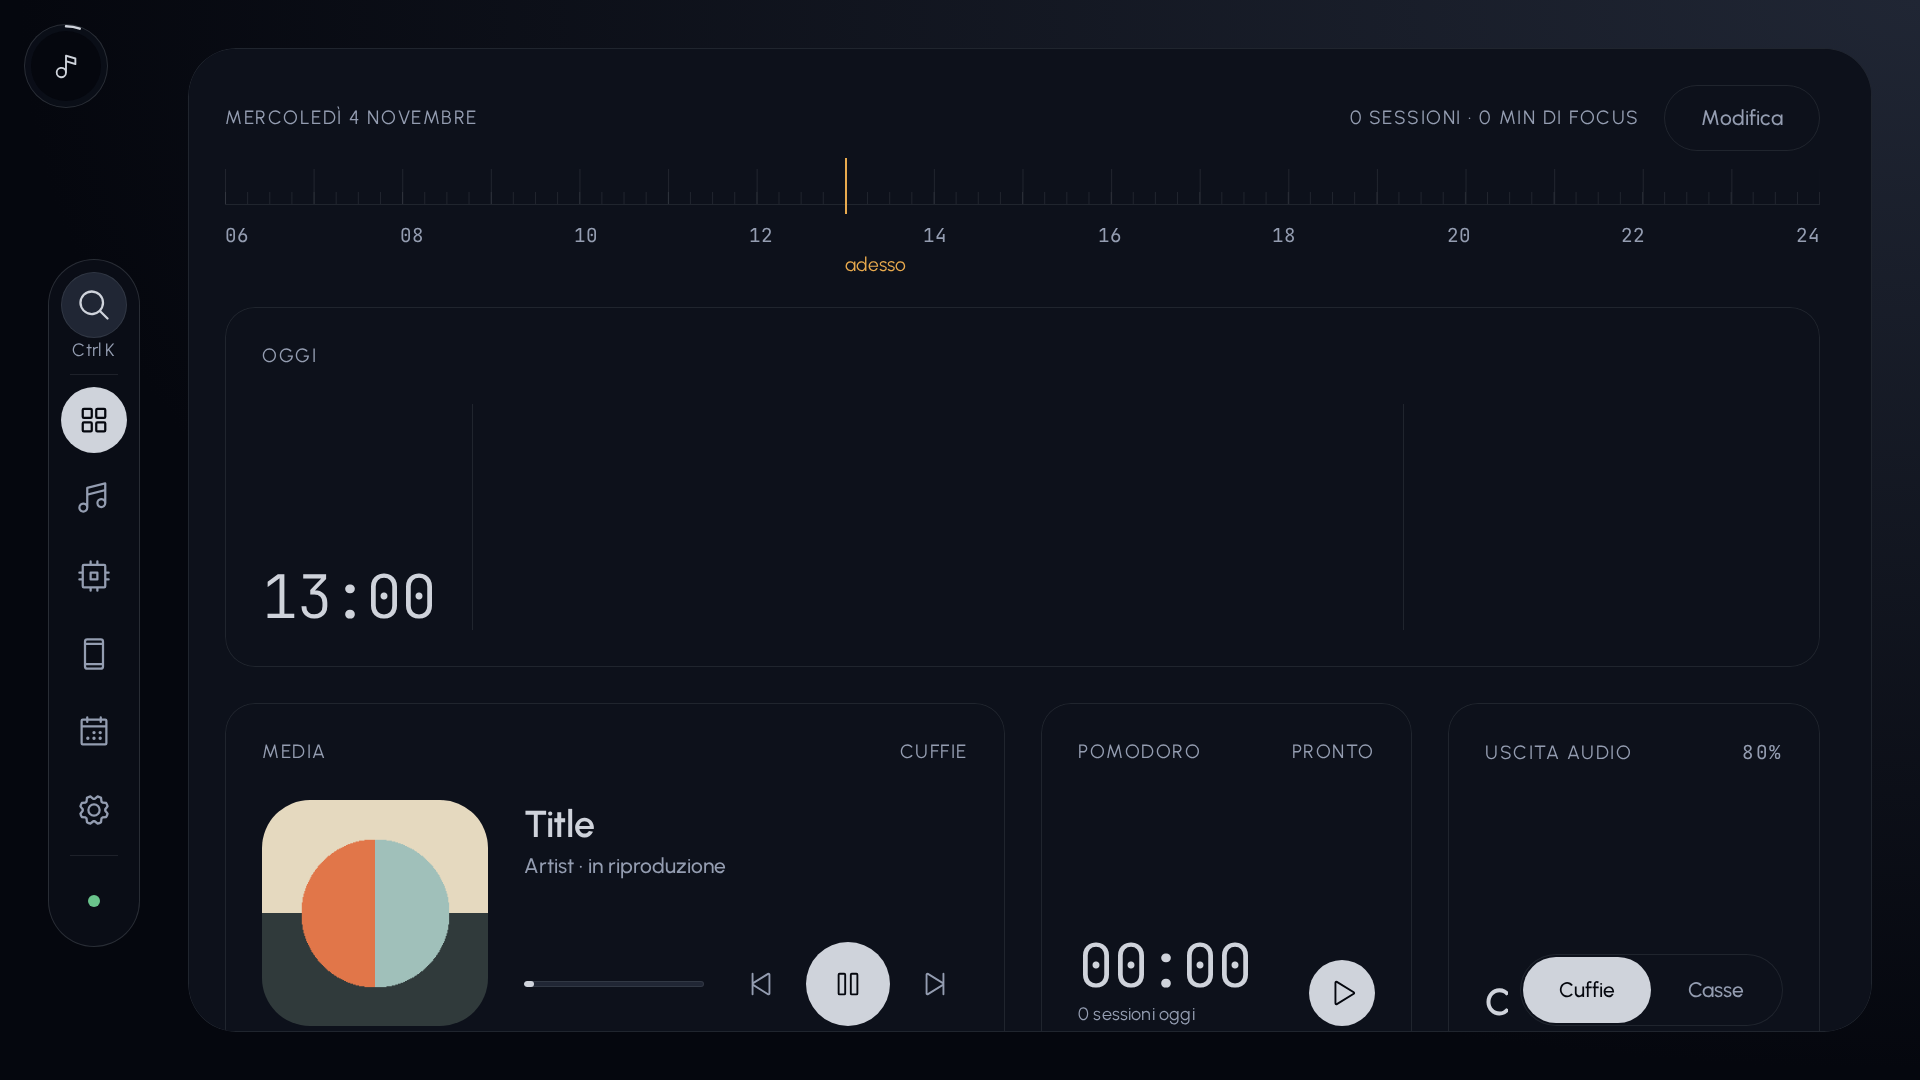 MERCOLEDÌ 4 NOVEMBRE
0 SESSIONI · 0 MIN DI FOCUS
Modifica
06 08 10 12 14 16 18 20 22 24
adesso
Ctrl K
OGGI
13:00
MEDIA
CUFFIE
Title
Artist · in riproduzione
POMODORO
PRONTO
00:00
0 sessioni oggi
USCITA AUDIO
80%
C
Cuffie
Casse